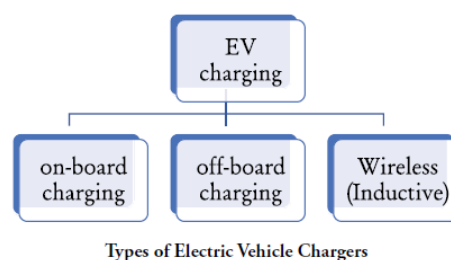 EV
charging
on-board
charging
off-board
charging
Wireless
(Inductive)
Types of Electric Vehicle Chargers